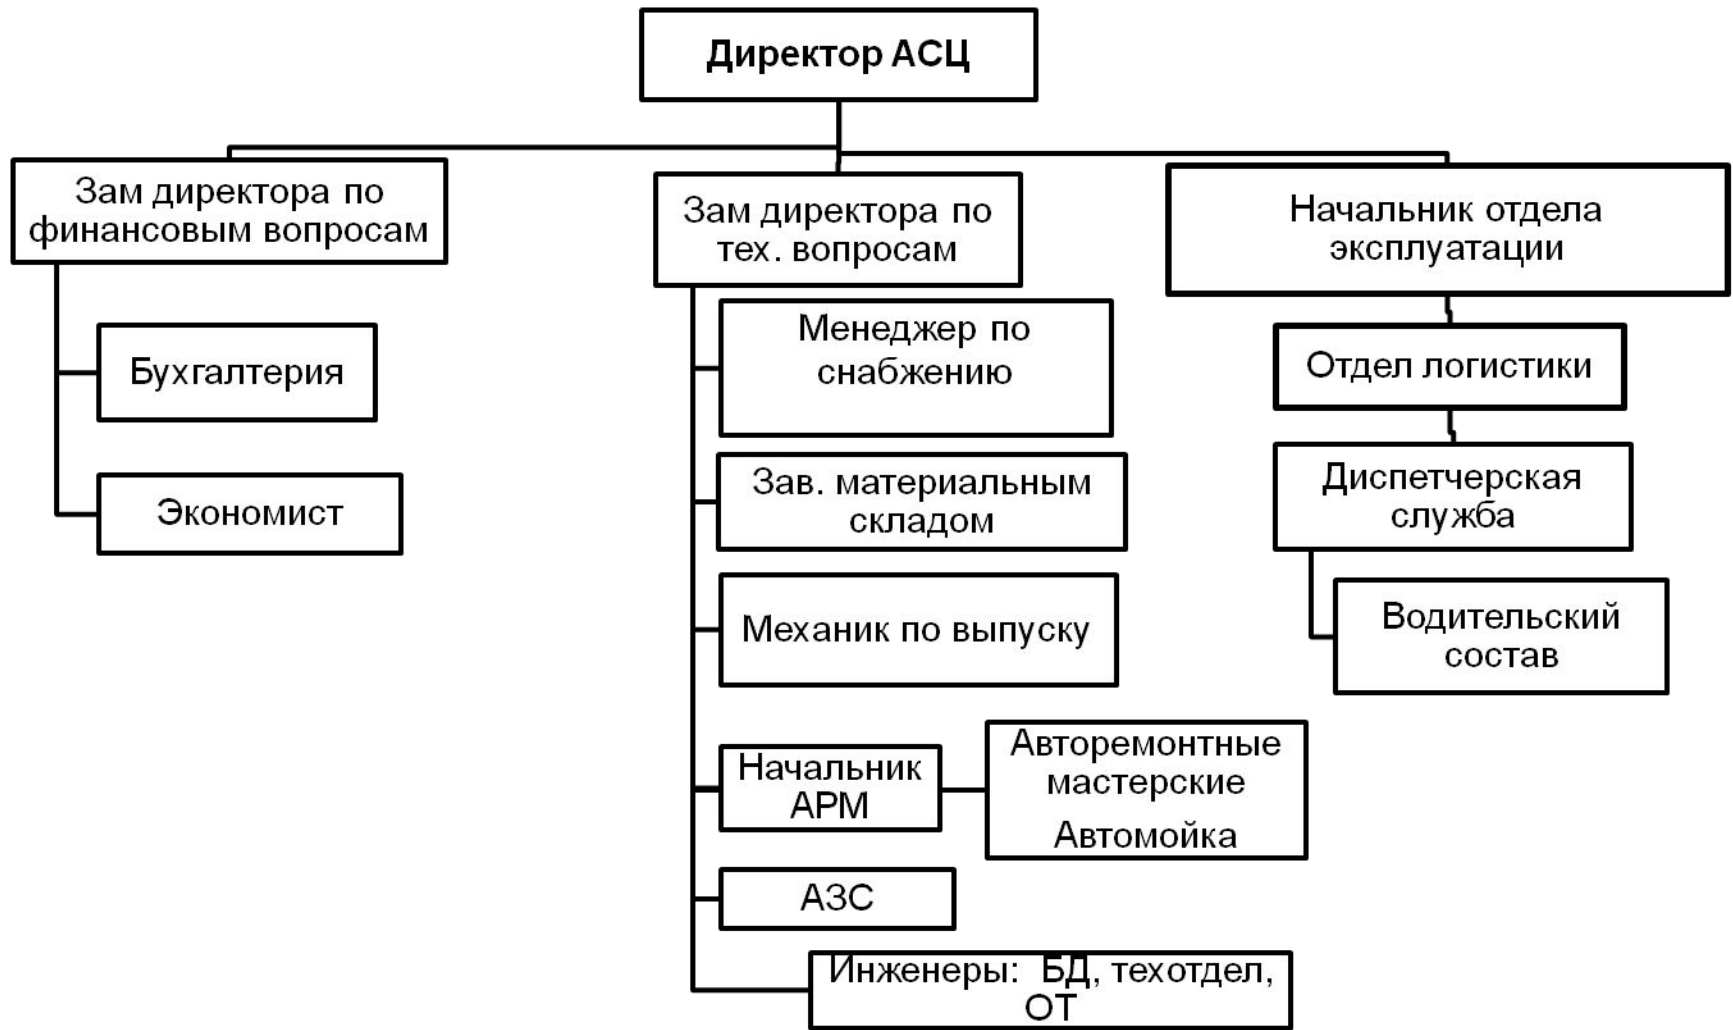 Директор АСЦ
Зам директора по
финансовым вопросам
Бухгалтерия
Экономист
Зам директора по
тех. вопросам
Менеджер по
снабжению
Зав. материальным
складом
Механик по выпуску
Начальник
АРМ
Авторемонтные
мастерские
Автомойка
АЗС
Инженеры: БД, техотдел,
ОТ
Начальник отдела
эксплуатации
Отдел логистики
Диспетчерская
служба
Водительский
состав